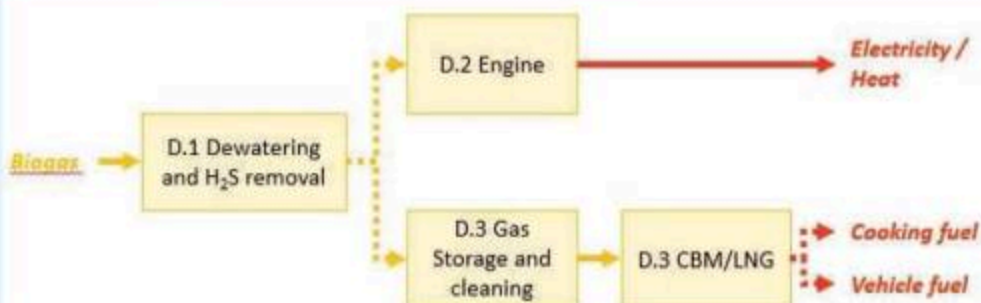 D.2 Engine
Electricity /
Heat
Biogas
D.1 Dewatering
and H₂S removal
D.3 Gas
Storage and
cleaning
D.3 CBM/LNG
Cooking fuel
Vehicle fuel